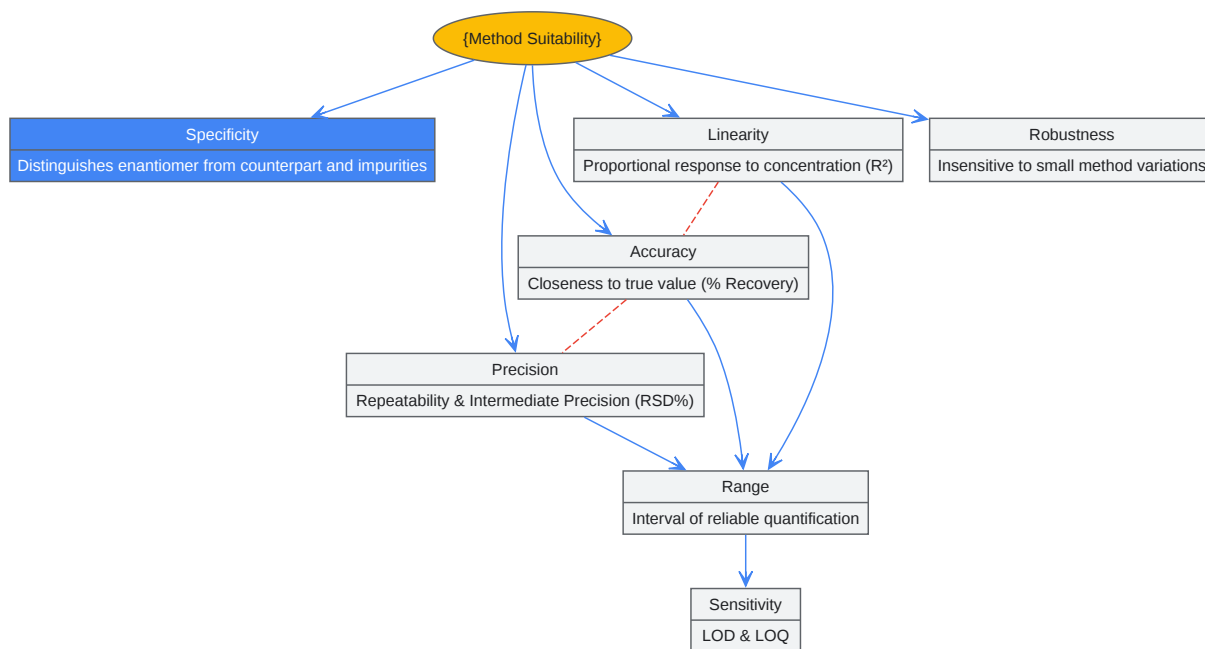 {Method Suitability}
Specificity
Distinguishes enantiomer from counterpart and impurities
Linearity
Proportional response to concentration (R²)
Robustness
Insensitive to small method variations
Accuracy
Closeness to true value (% Recovery)
Precision
Repeatability & Intermediate Precision (RSD%)
Range
Interval of reliable quantification
Sensitivity
LOD & LOQ